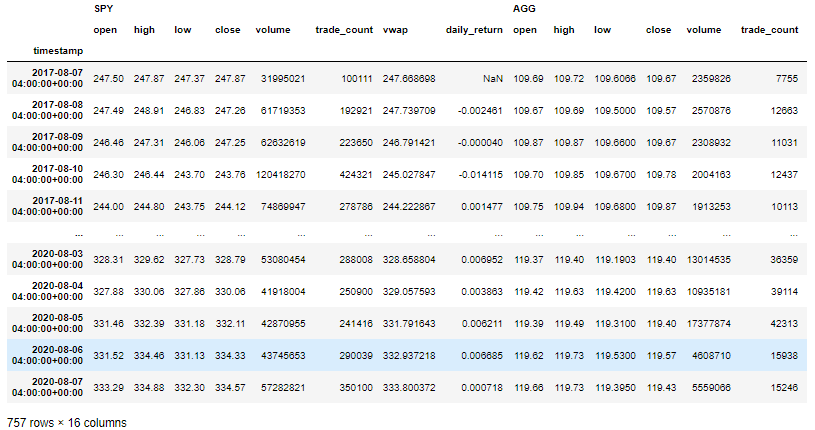 SPY AGG
open high low close volume trade_count vwap daily_return open high low close volume trade_count
timestamp
2017-08-07 04:00:00+00:00 247.50 247.87 247.37 247.87 31995021 100111 247.668698 NaN 109.69 109.72 109.6066 109.67 2359826 7755
2017-08-08 04:00:00+00:00 247.49 248.91 246.83 247.26 61719353 192921 247.739709 -0.002461 109.67 109.69 109.5000 109.57 2570876 12663
2017-08-09 04:00:00+00:00 246.46 247.31 246.06 247.25 62632619 223650 246.791421 -0.000040 109.87 109.87 109.6600 109.67 2308932 11031
2017-08-10 04:00:00+00:00 246.30 246.44 243.70 243.76 120418270 424321 245.027847 -0.014115 109.70 109.85 109.6700 109.78 2004163 12437
2017-08-11 04:00:00+00:00 244.00 244.80 243.75 244.12 74869947 278786 244.222867 0.001477 109.75 109.94 109.6800 109.87 1913253 10113
... ... ... ... ... ... ... ... ... ... ... ... ... ... ...
2020-08-03 04:00:00+00:00 328.31 329.62 327.73 328.79 53080454 288008 328.658804 0.006952 119.37 119.40 119.1903 119.40 13014535 36359
2020-08-04 04:00:00+00:00 327.88 330.06 327.86 330.06 41918004 250900 329.057593 0.003863 119.42 119.63 119.4200 119.63 10935181 39114
2020-08-05 04:00:00+00:00 331.46 332.39 331.18 332.11 42870955 241416 331.791643 0.006211 119.39 119.49 119.3100 119.40 17377874 42313
2020-08-06 04:00:00+00:00 331.52 334.46 331.13 334.33 43745653 290039 332.937218 0.006685 119.62 119.73 119.5300 119.57 4608710 15938
2020-08-07 04:00:00+00:00 333.29 334.88 332.30 334.57 57282821 350100 333.800372 0.000718 119.66 119.73 119.3950 119.43 5559066 15246
757 rows × 16 columns